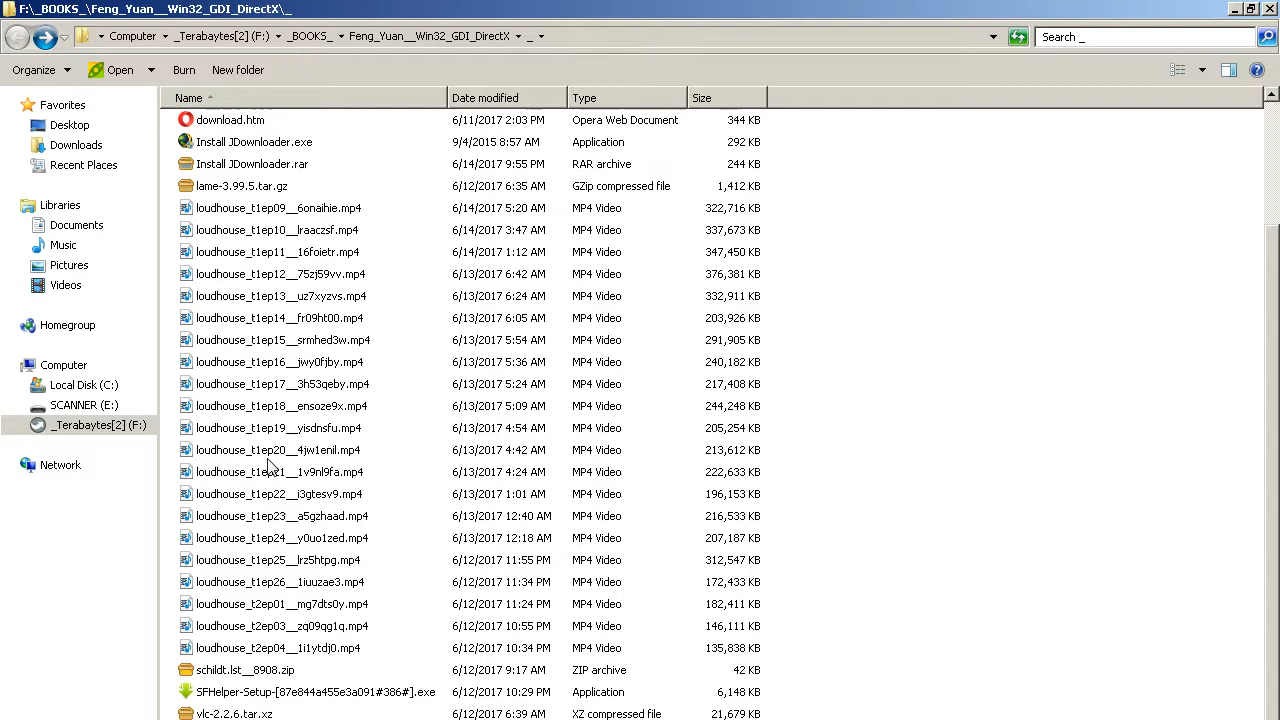 F:\_BOOKS_\Feng_Yuan__Win32_GDI_DirectX\_
Computer _Terabaytes[2] (F:) _BOOKS_ Feng_Yuan__Win32_GDI_DirectX _ Search _
Organize Open Burn New folder
Favorites
Desktop
Downloads
Recent Places
Libraries
Documents
Music
Pictures
Videos
Homegroup
Computer
Local Disk (C:)
SCANNER (E:)
_Terabaytes[2] (F:)
Network
Name Date modified Type Size
download.htm 6/11/2017 2:03 PM Opera Web Document 344 KB
Install JDownloader.exe 9/4/2015 8:57 AM Application 292 KB
Install JDownloader.rar 6/14/2017 9:55 PM RAR archive 244 KB
lame-3.99.5.tar.gz 6/12/2017 6:35 AM GZip compressed file 1,412 KB
loudhouse_t1ep09__6onaihie.mp4 6/14/2017 5:20 AM MP4 Video 322,716 KB
loudhouse_t1ep10__lraaczsf.mp4 6/14/2017 3:47 AM MP4 Video 337,673 KB
loudhouse_t1ep11__16foietr.mp4 6/14/2017 1:12 AM MP4 Video 347,450 KB
loudhouse_t1ep12__75zj59vv.mp4 6/13/2017 6:42 AM MP4 Video 376,381 KB
loudhouse_t1ep13__uz7xyzvs.mp4 6/13/2017 6:24 AM MP4 Video 332,911 KB
loudhouse_t1ep14__fr09ht00.mp4 6/13/2017 6:05 AM MP4 Video 203,926 KB
loudhouse_t1ep15__srmhed3w.mp4 6/13/2017 5:54 AM MP4 Video 291,905 KB
loudhouse_t1ep16__jwy0fjby.mp4 6/13/2017 5:36 AM MP4 Video 240,182 KB
loudhouse_t1ep17__3h53qeby.mp4 6/13/2017 5:24 AM MP4 Video 217,408 KB
loudhouse_t1ep18__ensoze9x.mp4 6/13/2017 5:09 AM MP4 Video 244,246 KB
loudhouse_t1ep19__yisdnsfu.mp4 6/13/2017 4:54 AM MP4 Video 205,254 KB
loudhouse_t1ep20__4jw1enil.mp4 6/13/2017 4:42 AM MP4 Video 213,612 KB
loudhouse_t1ep21__1v9nl9fa.mp4 6/13/2017 4:24 AM MP4 Video 222,633 KB
loudhouse_t1ep22__i3gtesv9.mp4 6/13/2017 1:01 AM MP4 Video 196,153 KB
loudhouse_t1ep23__a5gzhaad.mp4 6/13/2017 12:40 AM MP4 Video 216,533 KB
loudhouse_t1ep24__y0uo1zed.mp4 6/13/2017 12:18 AM MP4 Video 207,187 KB
loudhouse_t1ep25__lrz5htpg.mp4 6/12/2017 11:55 PM MP4 Video 312,547 KB
loudhouse_t1ep26__1iuuzae3.mp4 6/12/2017 11:34 PM MP4 Video 172,433 KB
loudhouse_t2ep01__mg7dts0y.mp4 6/12/2017 11:24 PM MP4 Video 182,411 KB
loudhouse_t2ep03__zq09qg1q.mp4 6/12/2017 10:55 PM MP4 Video 146,111 KB
loudhouse_t2ep04__1i1ytdj0.mp4 6/12/2017 10:34 PM MP4 Video 135,838 KB
schildt.lst__8908.zip 6/12/2017 9:17 AM ZIP archive 42 KB
SFHelper-Setup-[87e844a455e3a091#386#].exe 6/12/2017 10:29 PM Application 6,148 KB
vlc-2.2.6.tar.xz 6/12/2017 6:39 AM XZ compressed file 21,679 KB